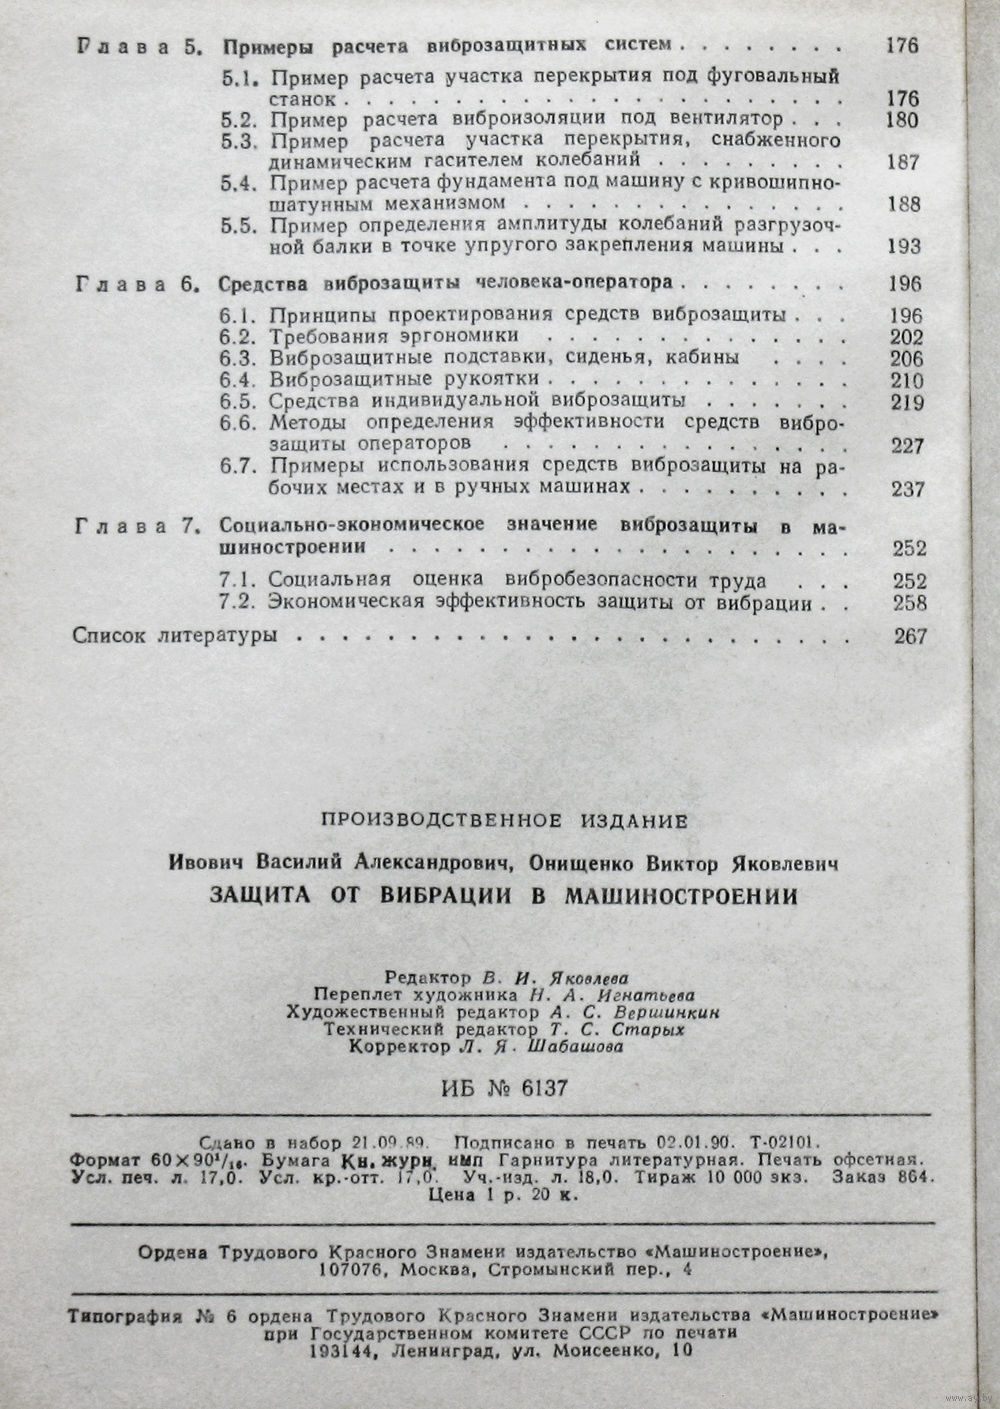 Глава 5. Примеры расчета виброзащитных систем . . . . . . . . 176
5.1. Пример расчета участка перекрытия под фуговальный
станок . . . . . . . . . . . . . . . . . . . . . . 176
5.2. Пример расчета виброизоляции под вентилятор . . . 180
5.3. Пример расчета участка перекрытия, снабженного
динамическим гасителем колебаний . . . . . . . . . 187
5.4. Пример расчета фундамента под машину с кривошипно-
шатунным механизмом . . . . . . . . . . . . . . 188
5.5. Пример определения амплитуды колебаний разгрузоч-
ной балки в точке упругого закрепления машины . . . 193
Глава 6. Средства виброзащиты человека-оператора . . . . . . . . 196
6.1. Принципы проектирования средств виброзащиты . . . 196
6.2. Требования эргономики . . . . . . . . . . . . . . 202
6.3. Виброзащитные подставки, сиденья, кабины . . . . 206
6.4. Виброзащитные рукоятки . . . . . . . . . . . . . . 210
6.5. Средства индивидуальной виброзащиты . . . . . . . 219
6.6. Методы определения эффективности средств вибро-
защиты операторов . . . . . . . . . . . . . . . . 227
6.7. Примеры использования средств виброзащиты на ра-
бочих местах и в ручных машинах . . . . . . . . . . 237
Глава 7. Социально-экономическое значение виброзащиты в ма-
шиностроении . . . . . . . . . . . . . . . . . . . . . 252
7.1. Социальная оценка вибробезопасности труда . . . 252
7.2. Экономическая эффективность защиты от вибрации . . 258
Список литературы . . . . . . . . . . . . . . . . . . . . . . . . . 267
ПРОИЗВОДСТВЕННОЕ ИЗДАНИЕ
Ивович Василий Александрович, Онищенко Виктор Яковлевич
ЗАЩИТА ОТ ВИБРАЦИИ В МАШИНОСТРОЕНИИ
Редактор В. И. Яковлева
Переплет художника Н. А. Игнатьева
Художественный редактор А. С. Вершинкин
Технический редактор Т. С. Старых
Корректор Л. Я. Шабашова
ИБ № 6137
Сдано в набор 21.09.89. Подписано в печать 02.01.90. Т-02101.
Формат 60×90¹/₁₆. Бумага Кн. журн. имп Гарнитура литературная. Печать офсетная.
Усл. печ. л. 17,0. Усл. кр.-отт. 17,0. Уч.-изд. л. 18,0. Тираж 10 000 экз. Заказ 864.
Цена 1 р. 20 к.
Ордена Трудового Красного Знамени издательство «Машиностроение»,
107076, Москва, Стромынский пер., 4
Типография № 6 ордена Трудового Красного Знамени издательства «Машиностроение»
при Государственном комитете СССР по печати
193144, Ленинград, ул. Моисеенко, 10
www.ay.by